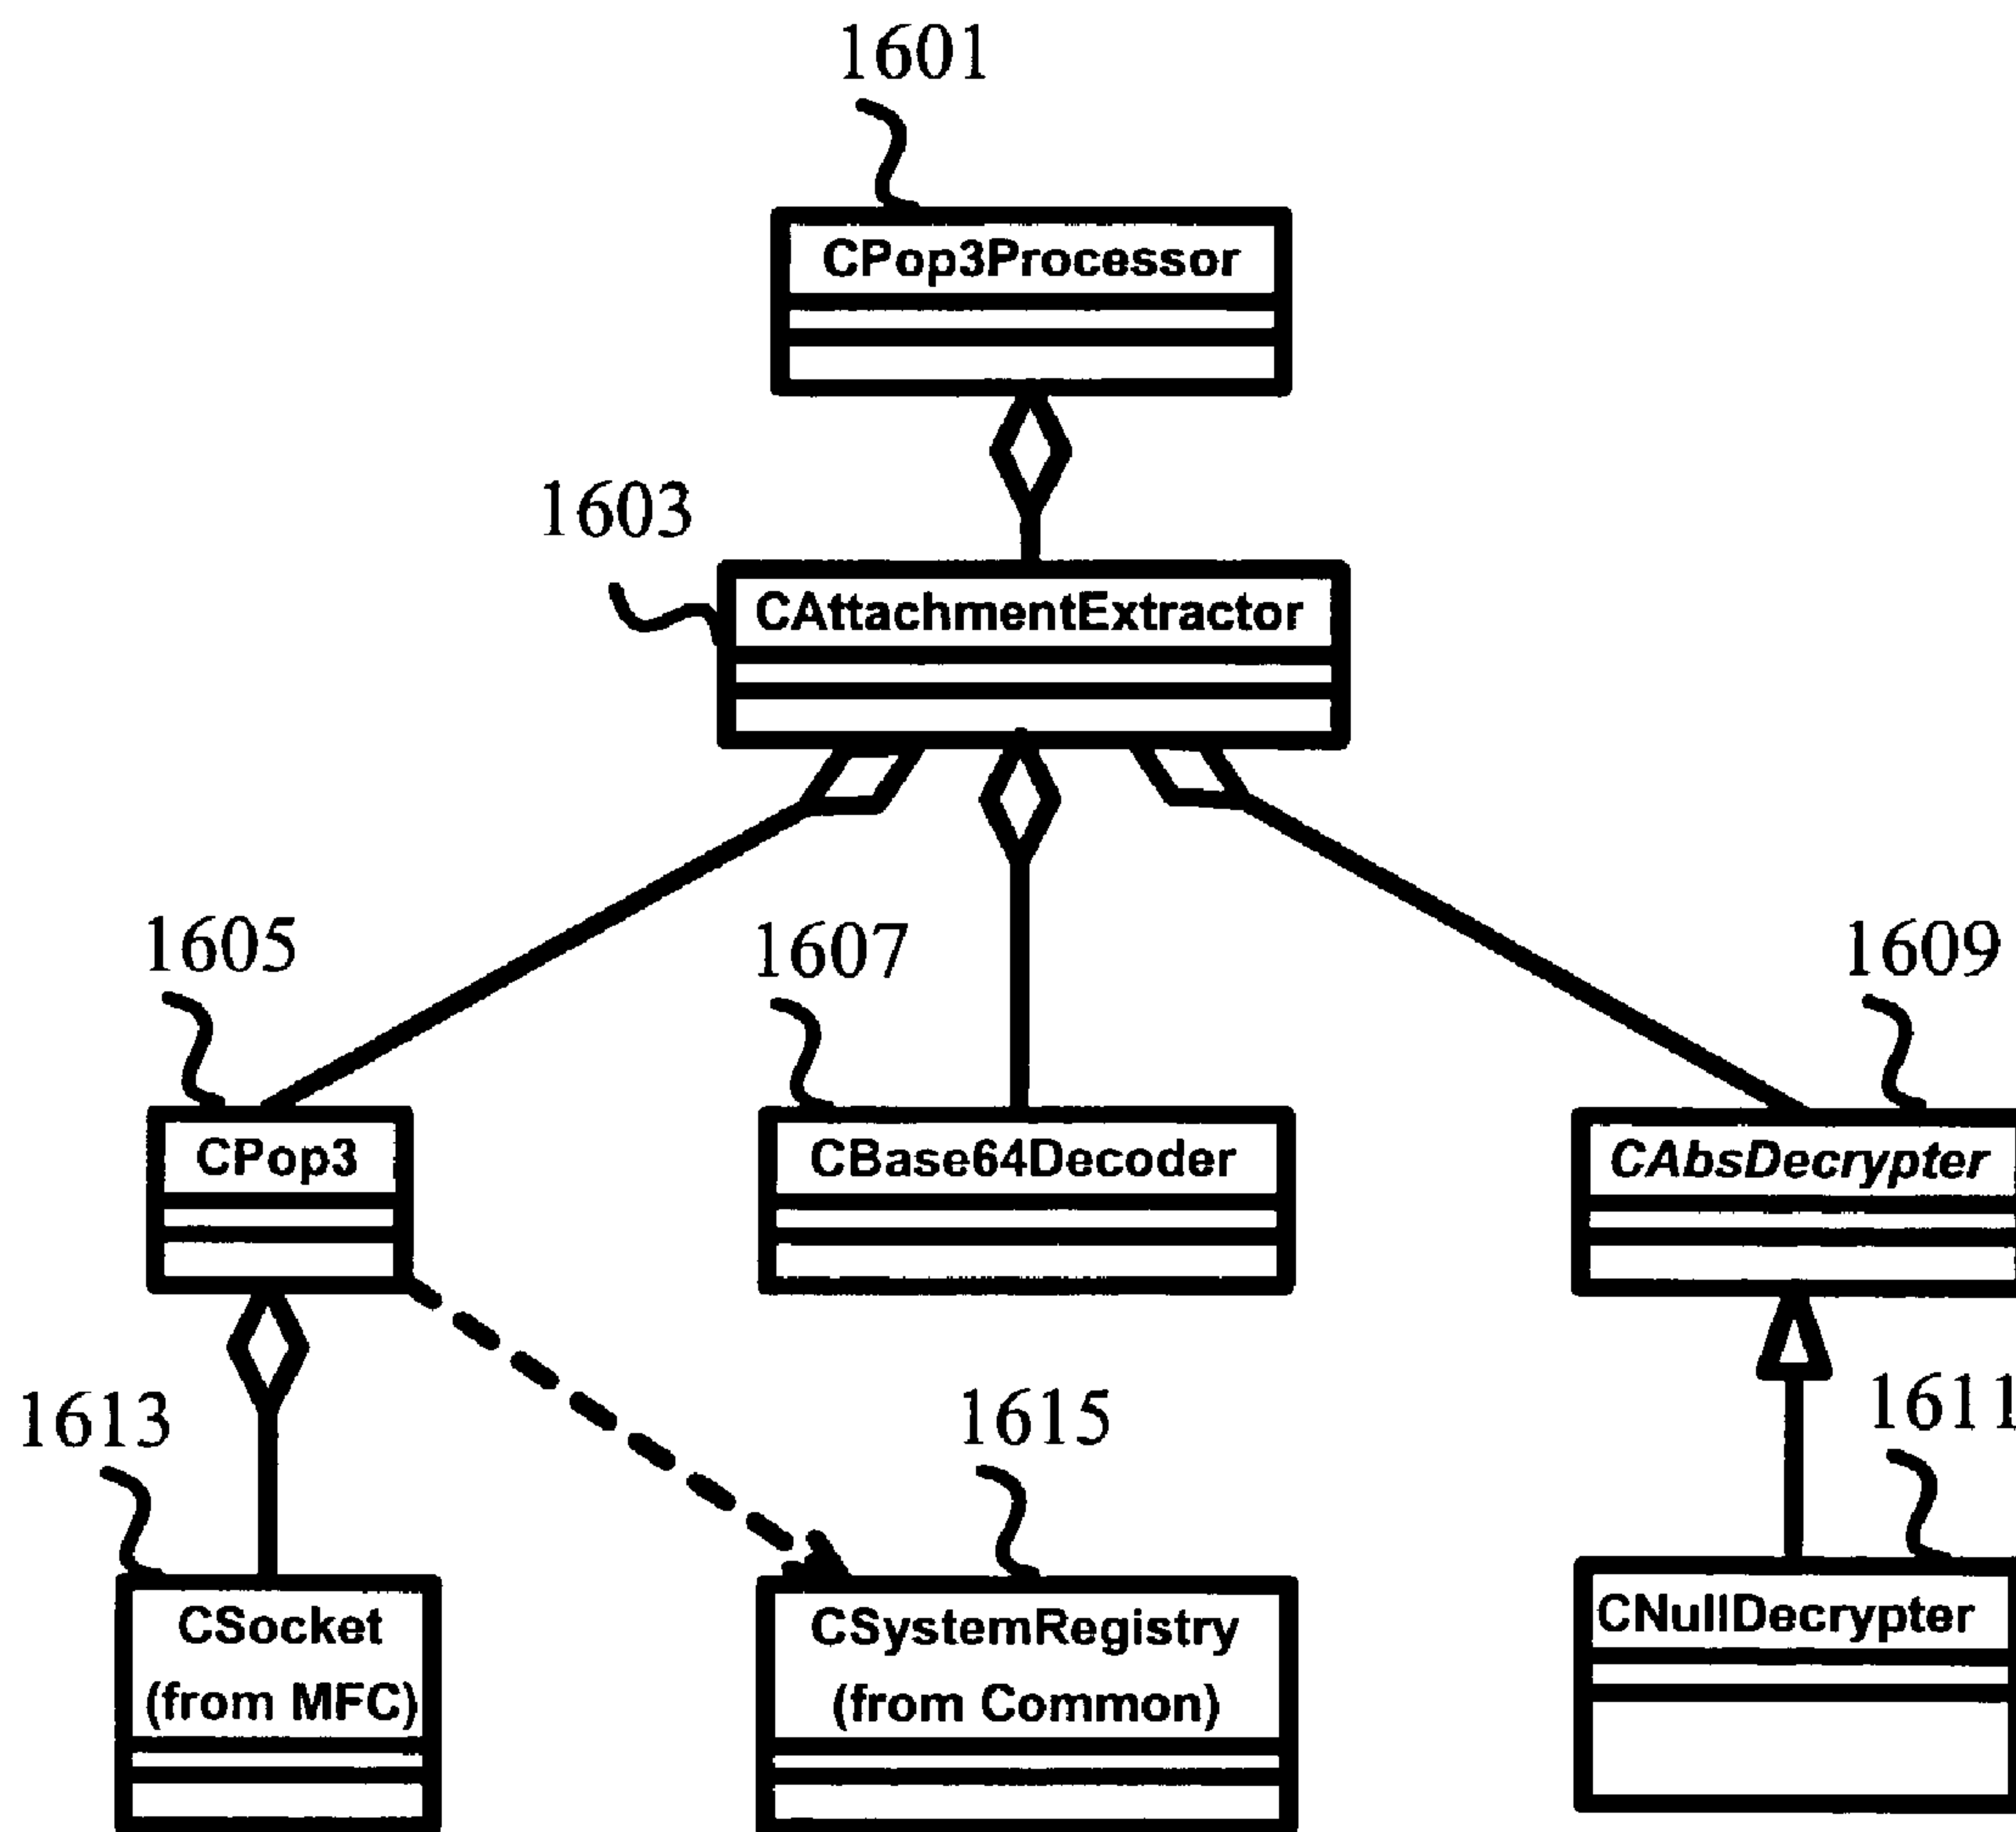 1601
CPop3Processor
1603
CAttachmentExtractor
1605
1607
1609
CPop3
CBase64Decoder
CAbsDecrypter
1613
1615
1611
CSocket
(from MFC)
CSystemRegistry
(from Common)
CNullDecrypter